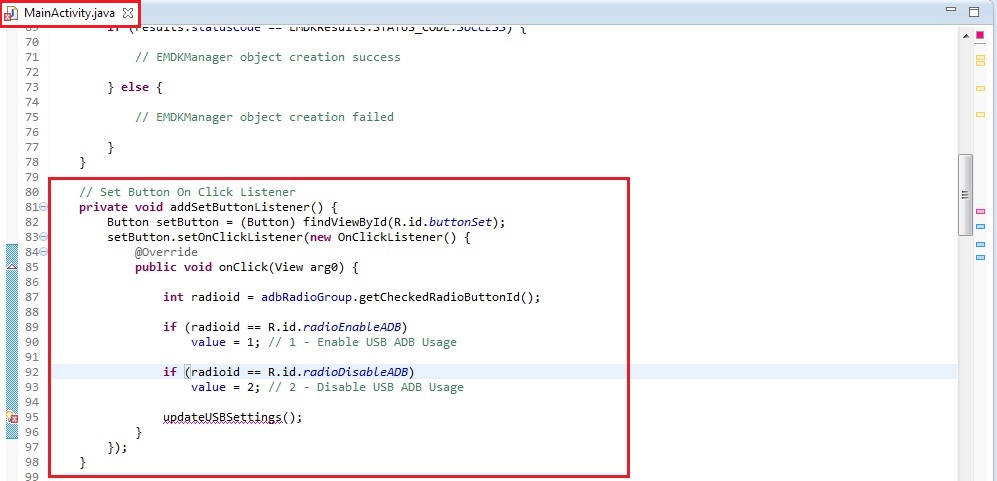 MainActivity.java
69 if (results.statusCode == EMDKResults.STATUS_CODE.SUCCESS) {
70
71 // EMDKManager object creation success
72
73 } else {
74
75 // EMDKManager object creation failed
76
77 }
78 }
79
80 // Set Button On Click Listener
81 private void addSetButtonListener() {
82 Button setButton = (Button) findViewById(R.id.buttonSet);
83 setButton.setOnClickListener(new OnClickListener() {
84 @Override
85 public void onClick(View arg0) {
86
87 int radioid = adbRadioGroup.getCheckedRadioButtonId();
88
89 if (radioid == R.id.radioEnableADB)
90 value = 1; // 1 - Enable USB ADB Usage
91
92 if (radioid == R.id.radioDisableADB)
93 value = 2; // 2 - Disable USB ADB Usage
94
95 updateUSBSettings();
96 }
97 });
98 }
99